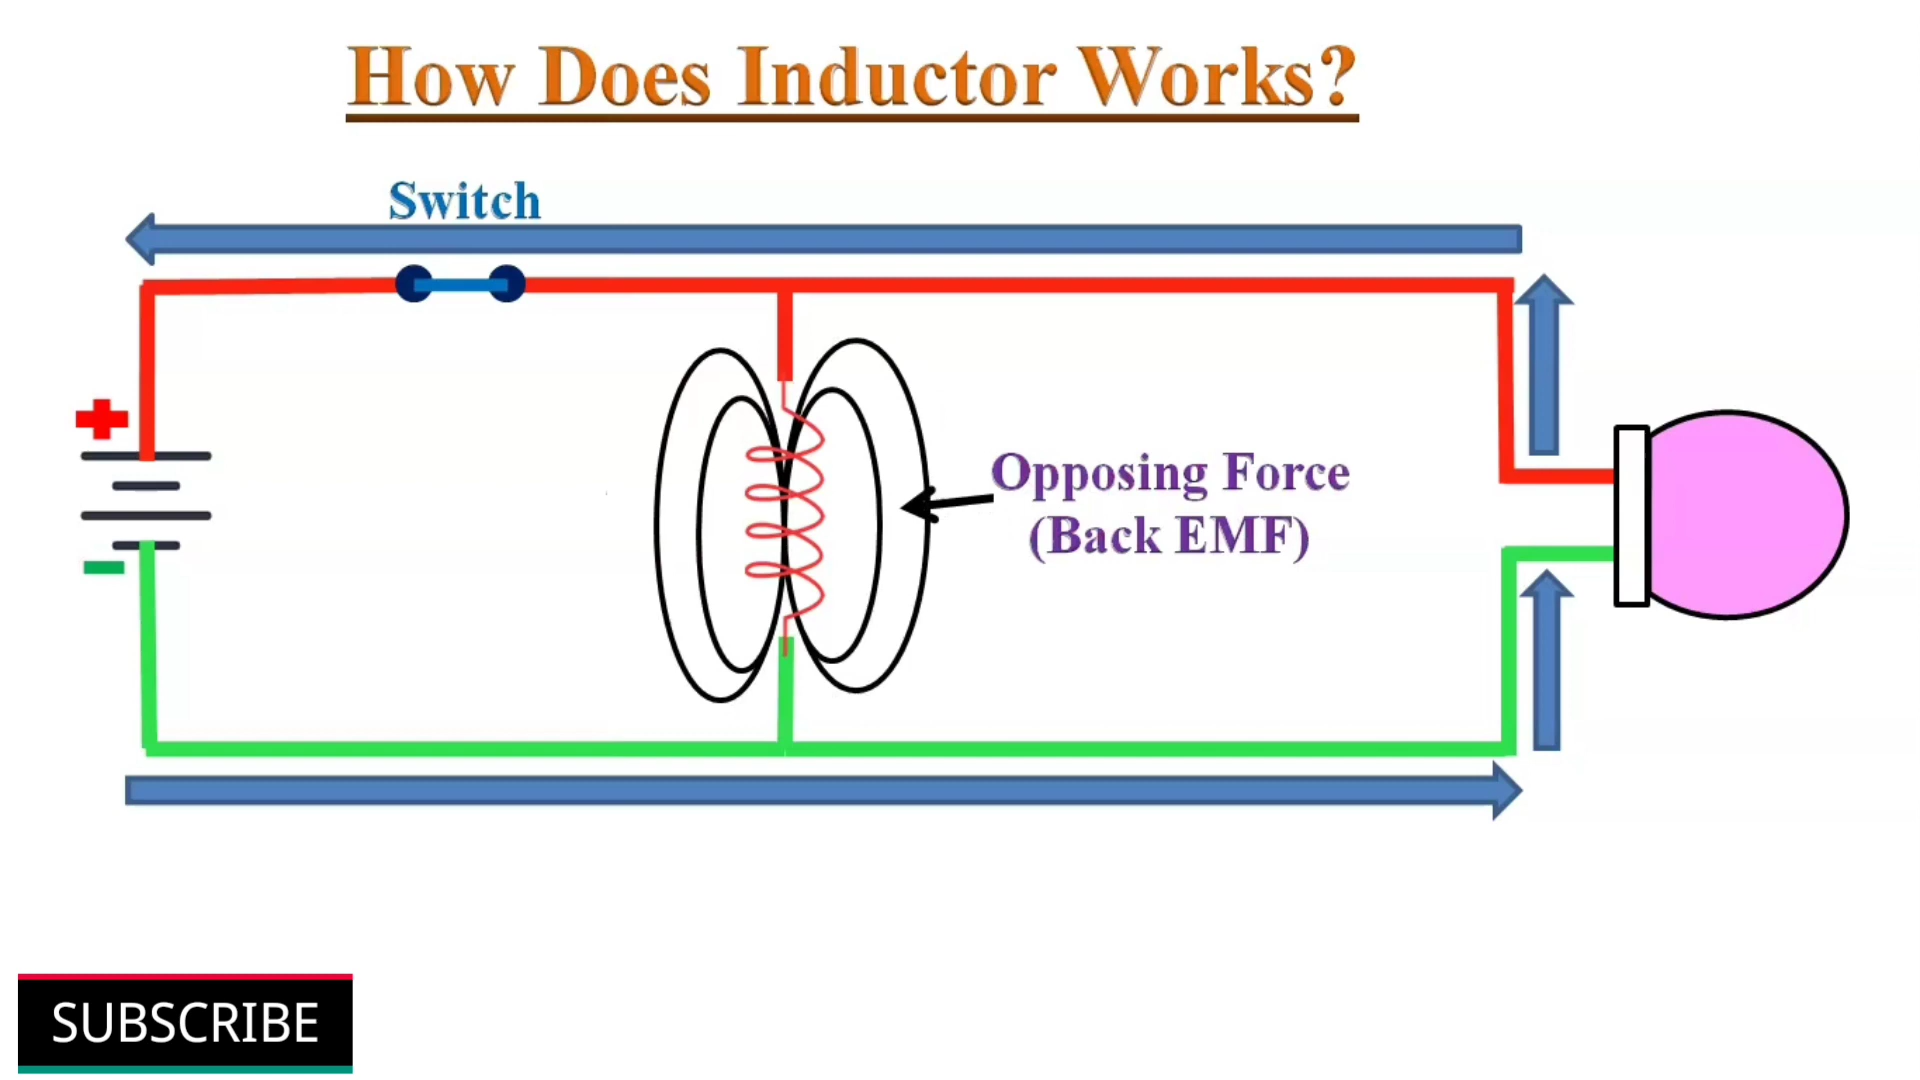 How Does Inductor Works?
Switch
Opposing Force
(Back EMF)
SUBSCRIBE